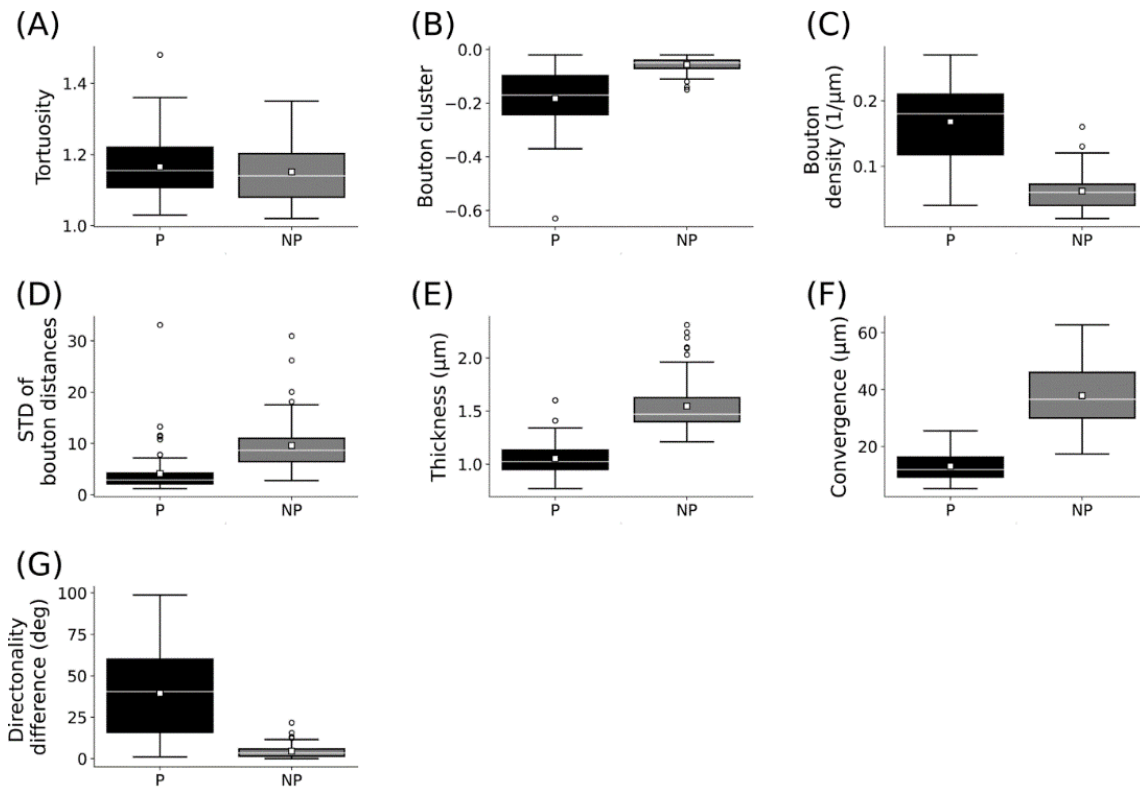 (A)
Tortuosity
1.4
1.2
1.0
P NP
(B)
Bouton cluster
0.0
−0.2
−0.4
−0.6
P NP
(C)
Bouton
density (1/μm)
0.2
0.1
P NP
(D)
STD of
bouton distances
30
20
10
0
P NP
(E)
Thickness (μm)
2.0
1.5
1.0
P NP
(F)
Convergence (μm)
60
40
20
P NP
(G)
Directonality
difference (deg)
100
75
50
25
0
P NP